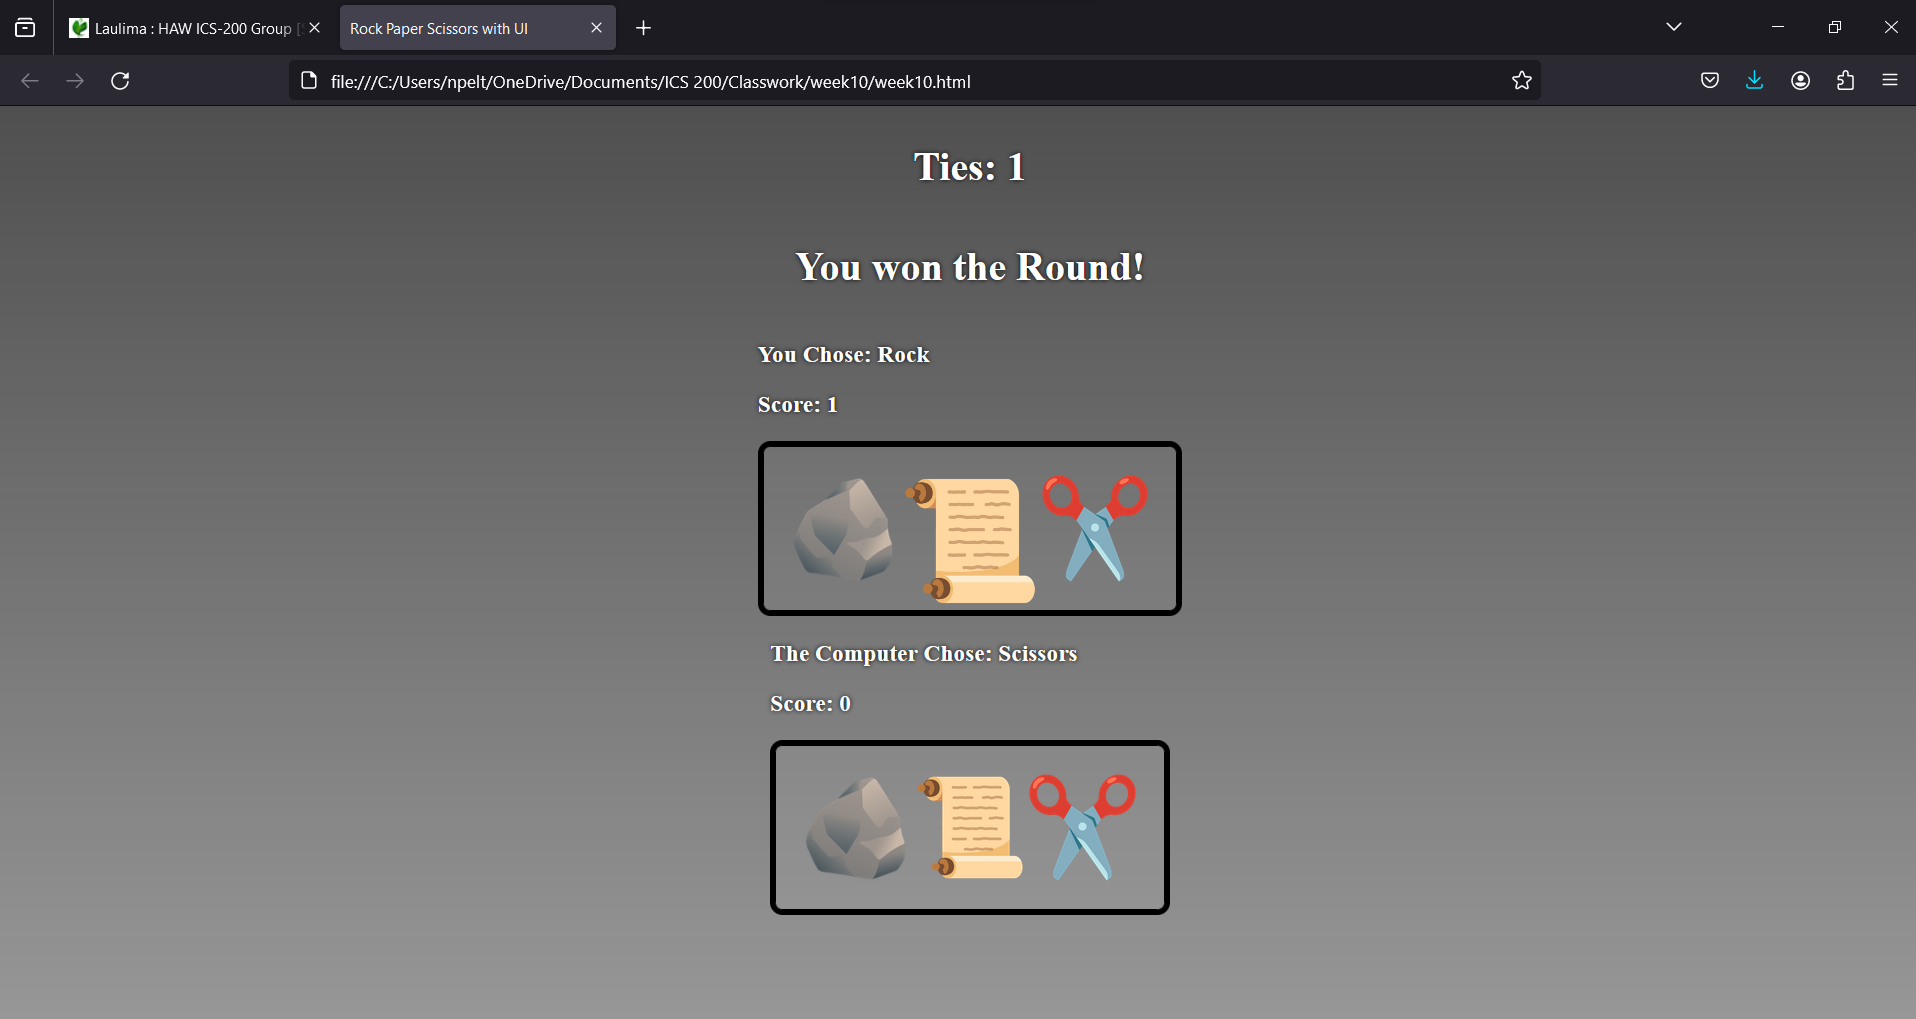 Laulima : HAW ICS-200 Group
Rock Paper Scissors with UI
file:///C:/Users/npelt/OneDrive/Documents/ICS 200/Classwork/week10/week10.html
Ties: 1
You won the Round!
You Chose: Rock
Score: 1
The Computer Chose: Scissors
Score: 0